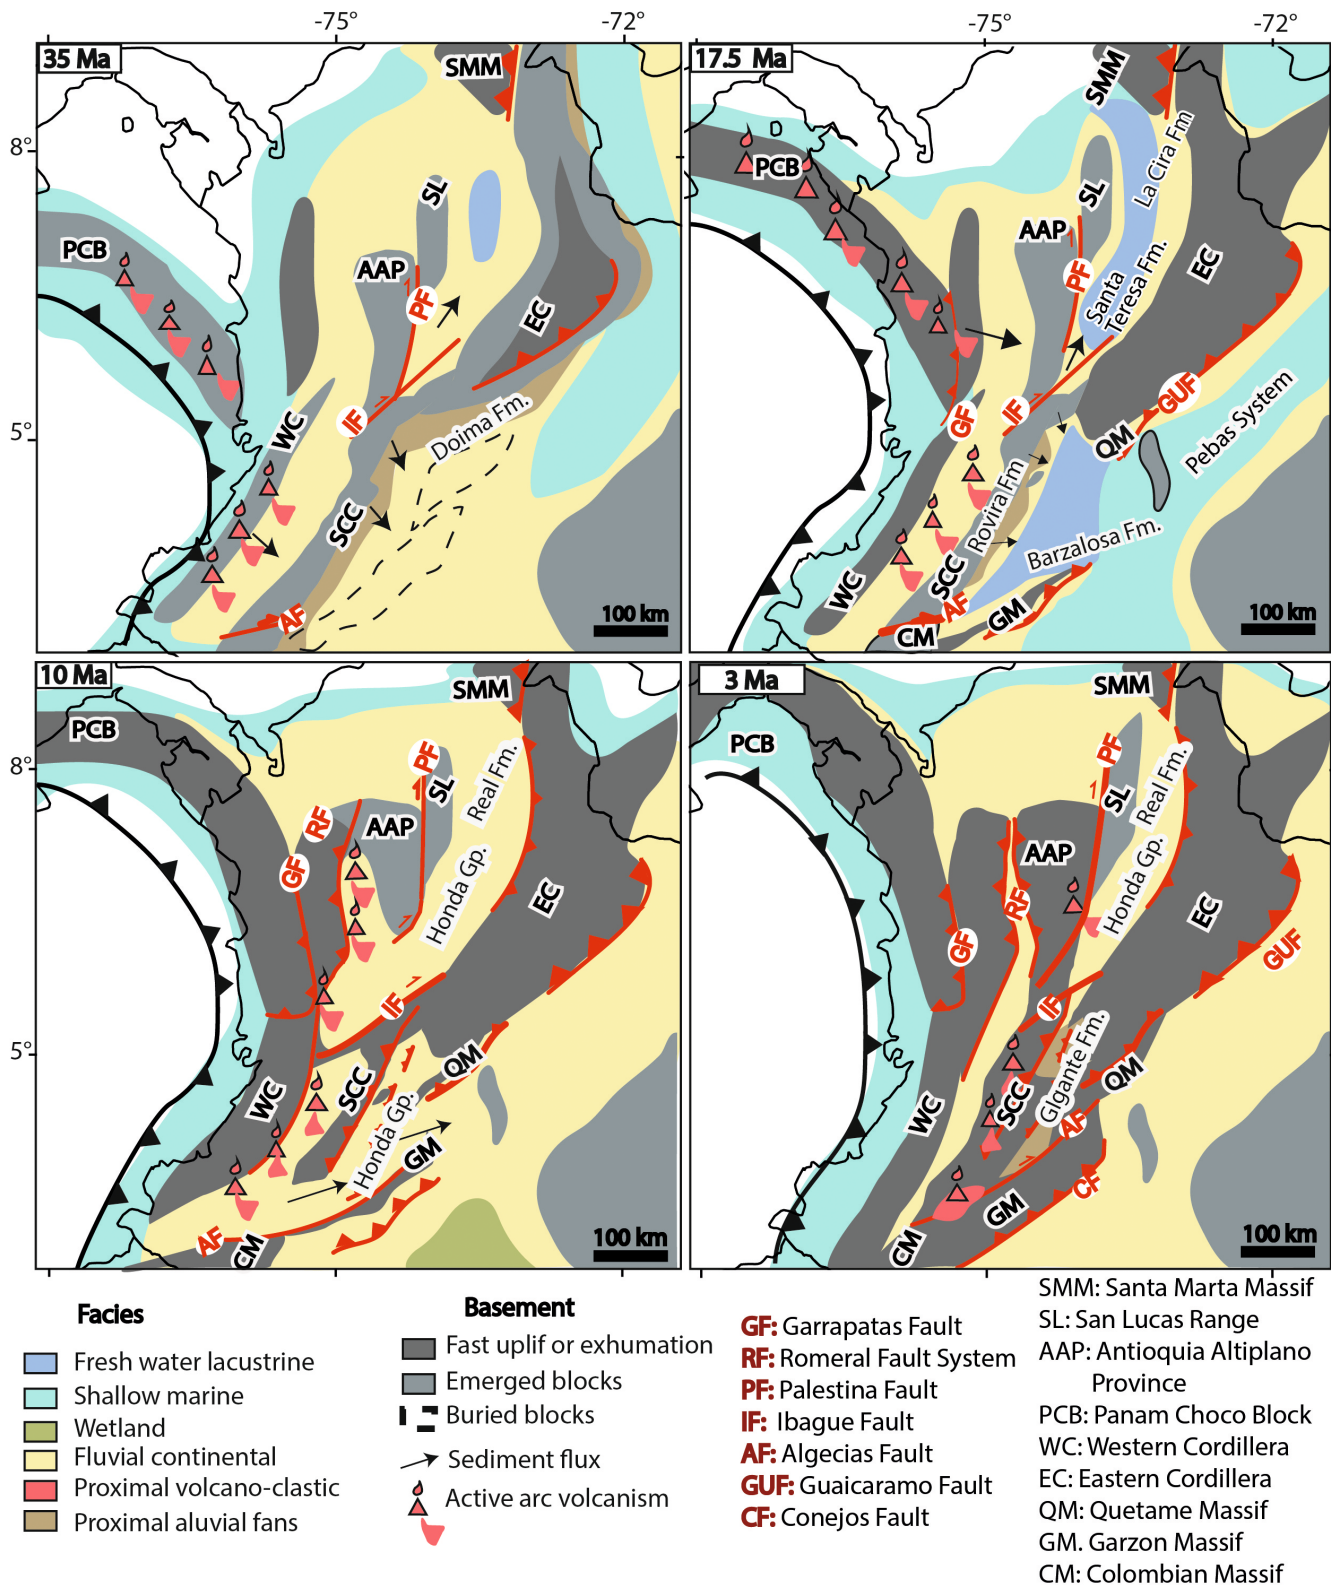 -75°
-72°
-75°
-72°
35 Ma
SMM
8°
SL
PCB
AAP
PF
EC
IF
WC
5°
Doima Fm.
SCC
AF
100 km
17.5 Ma
SMM
PCB
La Cira Fm
SL
AAP
EC
PF
Santa
Teresa Fm.
GUF
IF
GF
QM
Pebas System
Rovira Fm
Barzalosa Fm.
SCC
WC
AF
GM
CM
100 km
10 Ma
SMM
PCB
8°
PF
SL
Real Fm.
RF
AAP
GF
EC
Honda Gp.
IF
5°
QM
WC
SCC
Honda Gp.
GM
AF
CM
100 km
3 Ma
SMM
PCB
PF
SL
Real Fm.
AAP
RF
Honda Gp.
EC
GF
GUF
IF
Gigante Fm.
QM
SCC
WC
AF
CF
GM
CM
100 km
Facies
Fresh water lacustrine
Shallow marine
Wetland
Fluvial continental
Proximal volcano-clastic
Proximal aluvial fans
Basement
Fast uplif or exhumation
Emerged blocks
Buried blocks
Sediment flux
Active arc volcanism
GF: Garrapatas Fault
RF: Romeral Fault System
PF: Palestina Fault
IF: Ibague Fault
AF: Algecias Fault
GUF: Guaicaramo Fault
CF: Conejos Fault
SMM: Santa Marta Massif
SL: San Lucas Range
AAP: Antioquia Altiplano
Province
PCB: Panam Choco Block
WC: Western Cordillera
EC: Eastern Cordillera
QM: Quetame Massif
GM. Garzon Massif
CM: Colombian Massif